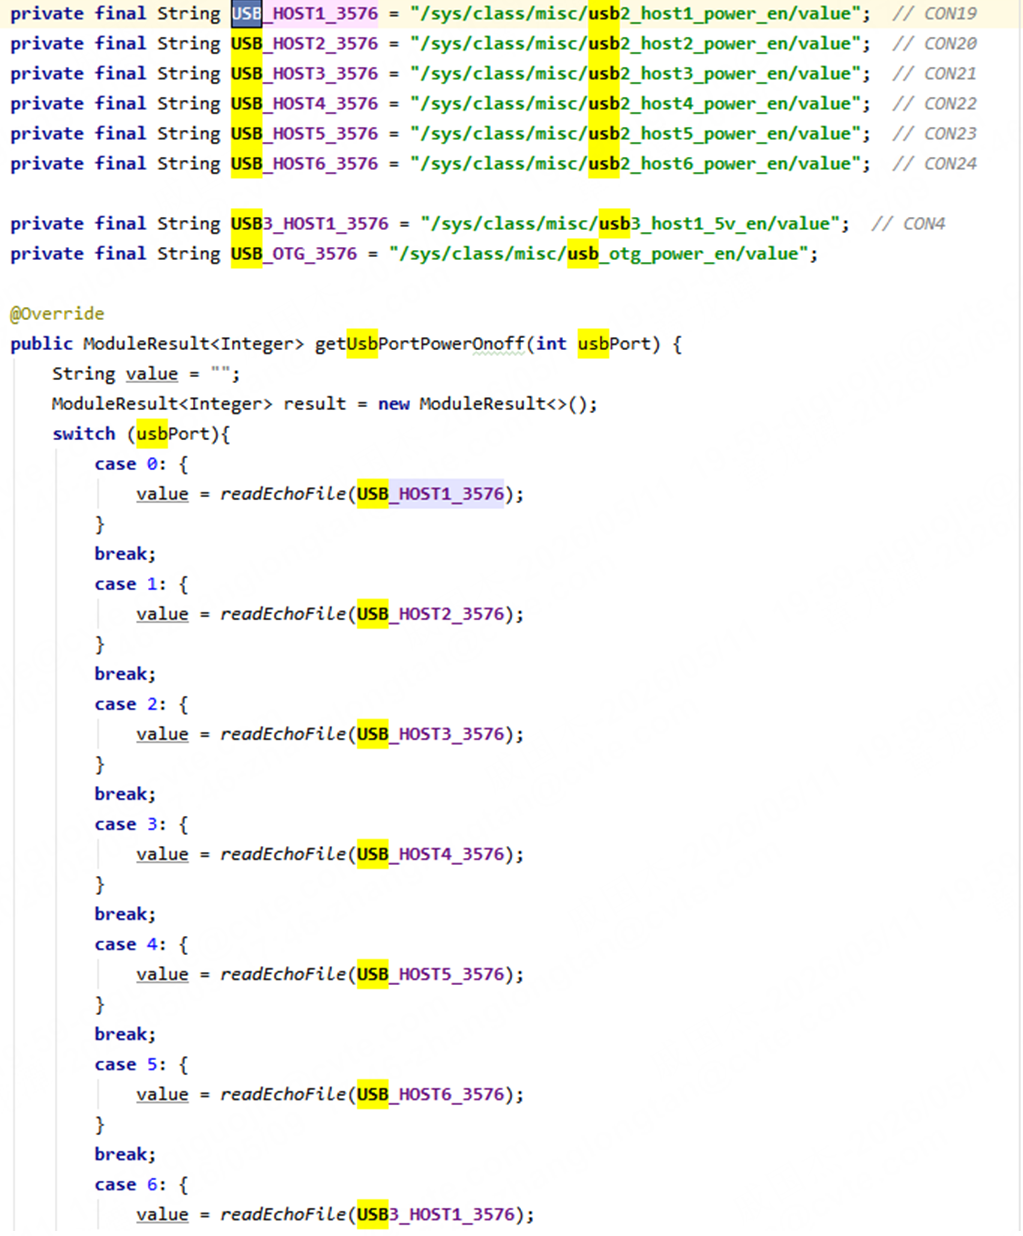 private final String USB_HOST1_3576 = "/sys/class/misc/usb2_host1_power_en/value";  // CON19
private final String USB_HOST2_3576 = "/sys/class/misc/usb2_host2_power_en/value";  // CON20
private final String USB_HOST3_3576 = "/sys/class/misc/usb2_host3_power_en/value";  // CON21
private final String USB_HOST4_3576 = "/sys/class/misc/usb2_host4_power_en/value";  // CON22
private final String USB_HOST5_3576 = "/sys/class/misc/usb2_host5_power_en/value";  // CON23
private final String USB_HOST6_3576 = "/sys/class/misc/usb2_host6_power_en/value";  // CON24
private final String USB3_HOST1_3576 = "/sys/class/misc/usb3_host1_5v_en/value";  // CON4
private final String USB_OTG_3576 = "/sys/class/misc/usb_otg_power_en/value";
@Override
public ModuleResult<Integer> getUsbPortPowerOnoff(int usbPort) {
    String value = "";
    ModuleResult<Integer> result = new ModuleResult<>();
    switch (usbPort){
        case 0: {
            value = readEchoFile(USB_HOST1_3576);
        }
        break;
        case 1: {
            value = readEchoFile(USB_HOST2_3576);
        }
        break;
        case 2: {
            value = readEchoFile(USB_HOST3_3576);
        }
        break;
        case 3: {
            value = readEchoFile(USB_HOST4_3576);
        }
        break;
        case 4: {
            value = readEchoFile(USB_HOST5_3576);
        }
        break;
        case 5: {
            value = readEchoFile(USB_HOST6_3576);
        }
        break;
        case 6: {
            value = readEchoFile(USB3_HOST1_3576);